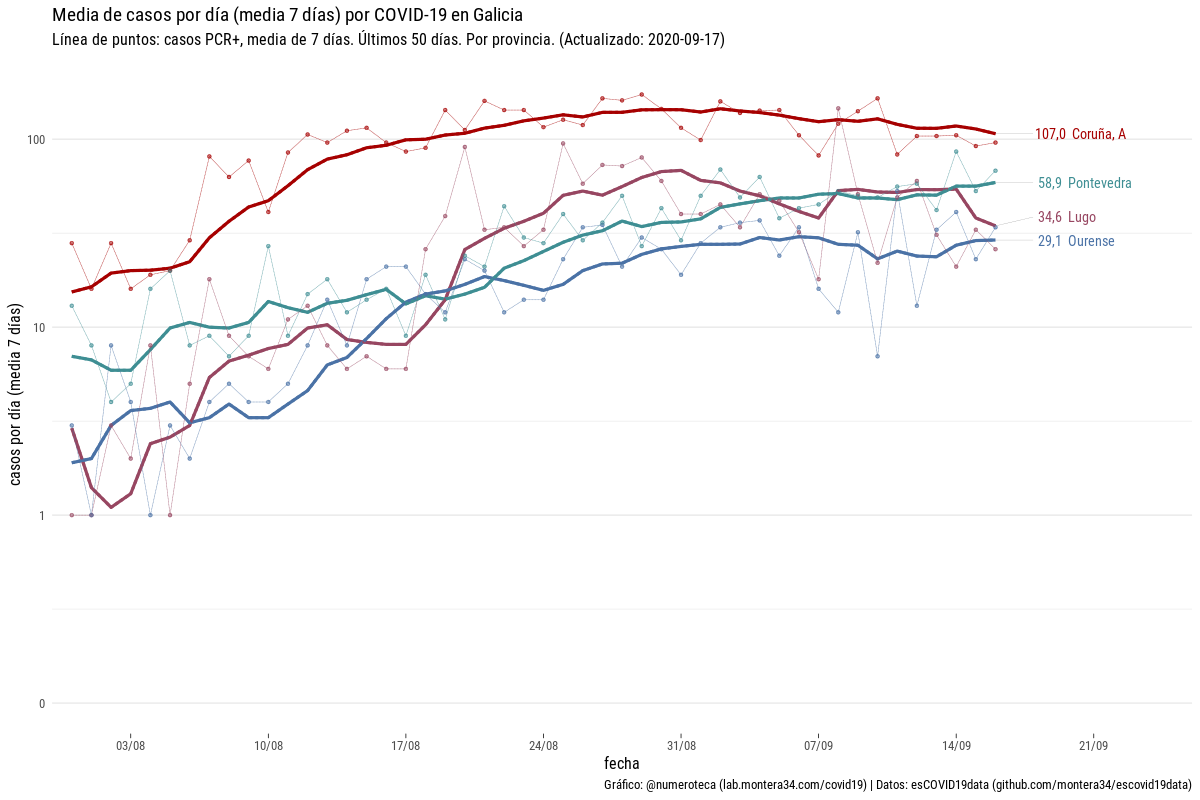 Media de casos por día (media 7 días) por COVID-19 en Galicia
Línea de puntos: casos PCR+, media de 7 días. Últimos 50 días. Por provincia. (Actualizado: 2020-09-17)
casos por día (media 7 días)
100
10
1
0
107,0 Coruña, A
58,9 Pontevedra
34,6 Lugo
29,1 Ourense
03/08
10/08
17/08
24/08
31/08
07/09
14/09
21/09
fecha
Gráfico: @numeroteca (lab.montera34.com/covid19) | Datos: esCOVID19data (github.com/montera34/escovid19data)